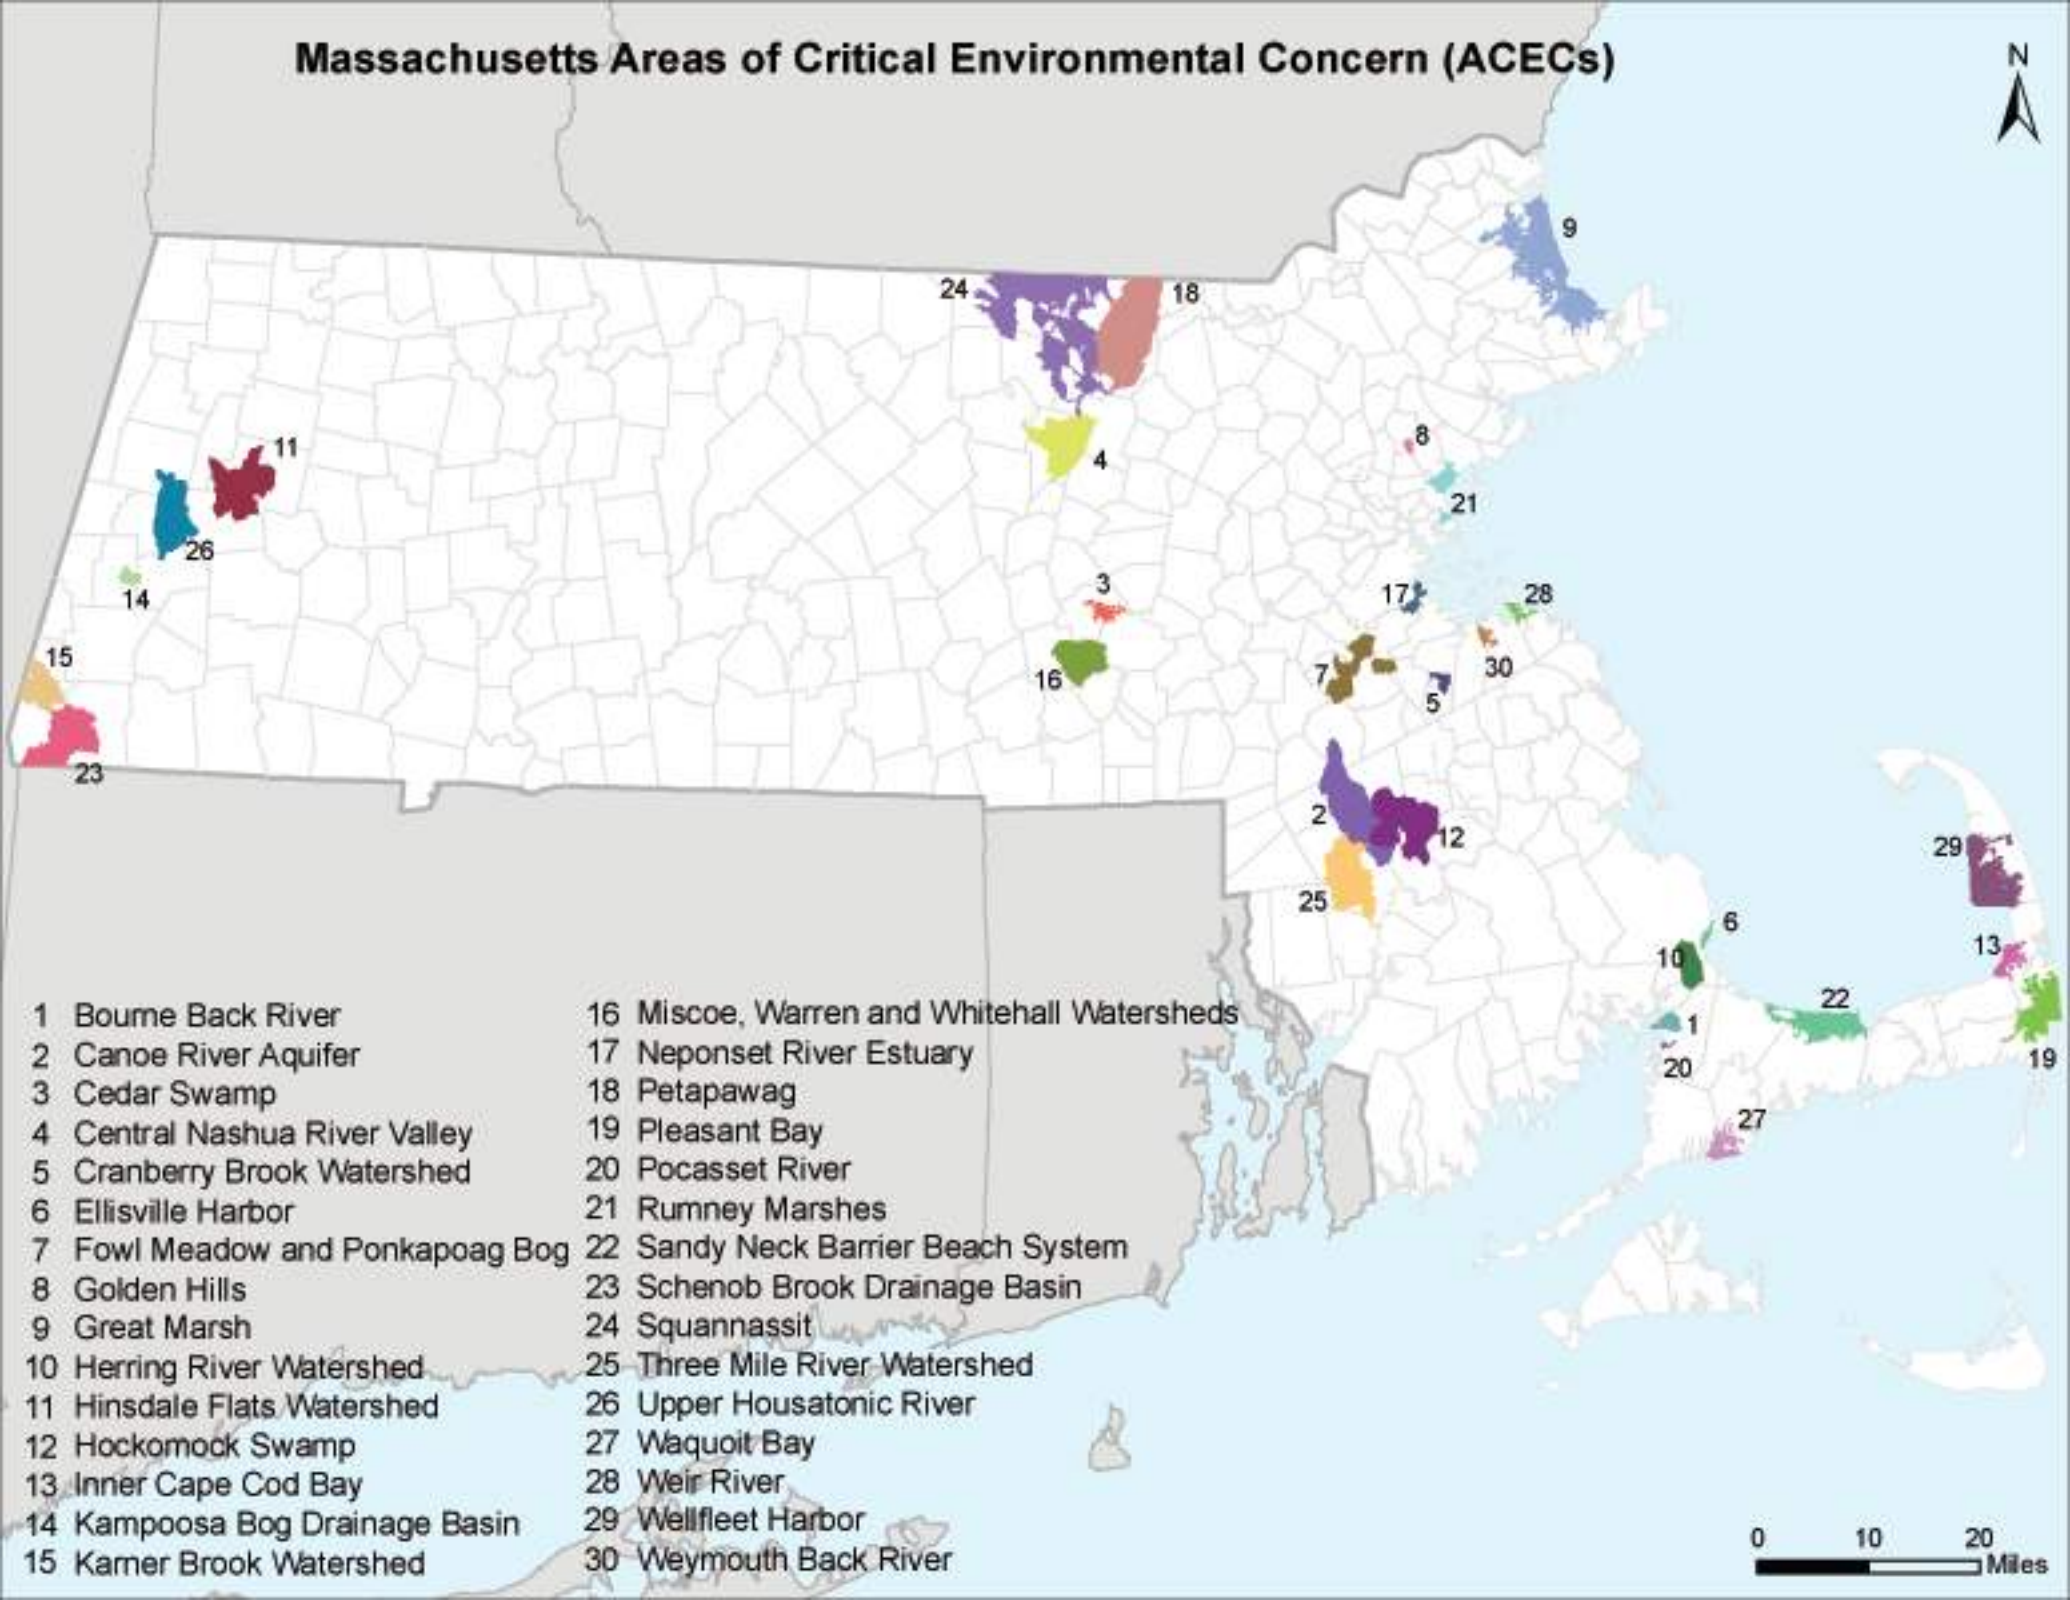 Massachusetts Areas of Critical Environmental Concern (ACECs)
N
9
24
18
11
8
4
21
26
3
17
28
14
15
7
30
16
5
23
2
12
29
25
6
13
10
22
1
19
20
27
1 Bourne Back River
2 Canoe River Aquifer
3 Cedar Swamp
4 Central Nashua River Valley
5 Cranberry Brook Watershed
6 Ellisville Harbor
7 Fowl Meadow and Ponkapoag Bog
8 Golden Hills
9 Great Marsh
10 Herring River Watershed
11 Hinsdale Flats Watershed
12 Hockomock Swamp
13 Inner Cape Cod Bay
14 Kampoosa Bog Drainage Basin
15 Karner Brook Watershed
16 Miscoe, Warren and Whitehall Watersheds
17 Neponset River Estuary
18 Petapawag
19 Pleasant Bay
20 Pocasset River
21 Rumney Marshes
22 Sandy Neck Barrier Beach System
23 Schenob Brook Drainage Basin
24 Squannassit
25 Three Mile River Watershed
26 Upper Housatonic River
27 Waquoit Bay
28 Weir River
29 Wellfleet Harbor
30 Weymouth Back River
0 10 20
Miles